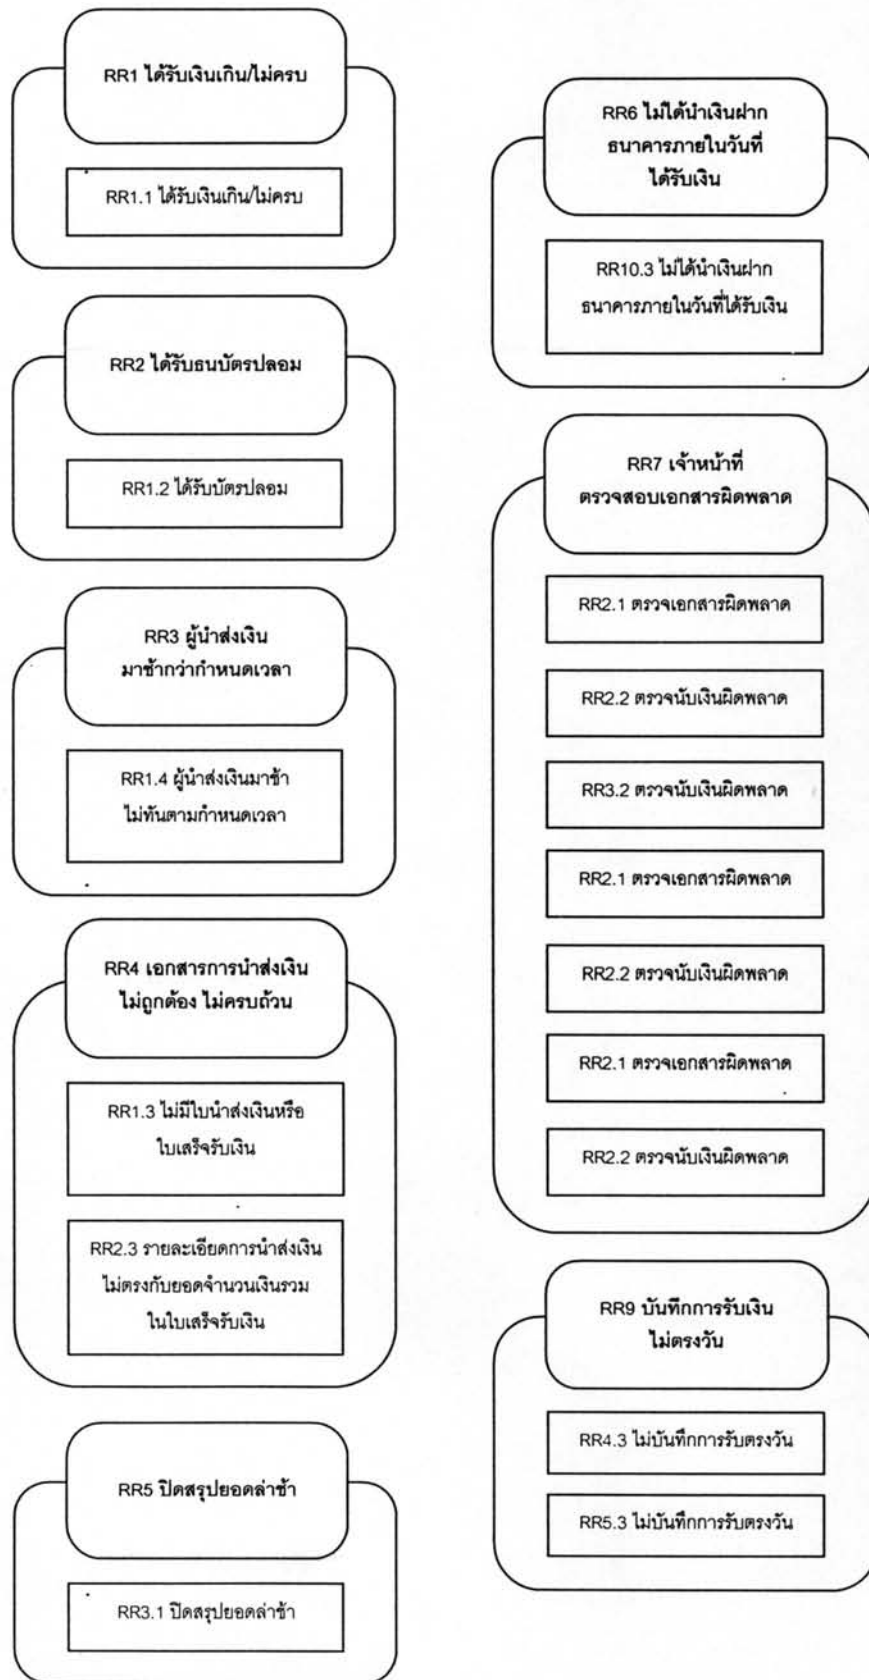 RR1 ได้รับเงินเกิน/ไม่ครบ
RR1.1 ได้รับเงินเกิน/ไม่ครบ
RR2 ได้รับธนบัตรปลอม
RR1.2 ได้รับบัตรปลอม
RR3 ผู้นำส่งเงิน
มาช้ากว่ากำหนดเวลา
RR1.4 ผู้นำส่งเงินมาช้า
ไม่ทันตามกำหนดเวลา
RR4 เอกสารการนำส่งเงิน
ไม่ถูกต้อง ไม่ครบถ้วน
RR1.3 ไม่มีใบนำส่งเงินหรือ
ใบเสร็จรับเงิน
RR2.3 รายละเอียดการนำส่งเงิน
ไม่ตรงกับยอดจำนวนเงินรวม
ในใบเสร็จรับเงิน
RR5 ปิดสรุปยอดล่าช้า
RR3.1 ปิดสรุปยอดล่าช้า
RR6 ไม่ได้นำเงินฝาก
ธนาคารภายในวันที่
ได้รับเงิน
RR10.3 ไม่ได้นำเงินฝาก
ธนาคารภายในวันที่ได้รับเงิน
RR7 เจ้าหน้าที่
ตรวจสอบเอกสารผิดพลาด
RR2.1 ตรวจเอกสารผิดพลาด
RR2.2 ตรวจนับเงินผิดพลาด
RR3.2 ตรวจนับเงินผิดพลาด
RR2.1 ตรวจเอกสารผิดพลาด
RR2.2 ตรวจนับเงินผิดพลาด
RR2.1 ตรวจเอกสารผิดพลาด
RR2.2 ตรวจนับเงินผิดพลาด
RR9 บันทึกการรับเงิน
ไม่ตรงวัน
RR4.3 ไม่บันทึกการรับตรงวัน
RR5.3 ไม่บันทึกการรับตรงวัน